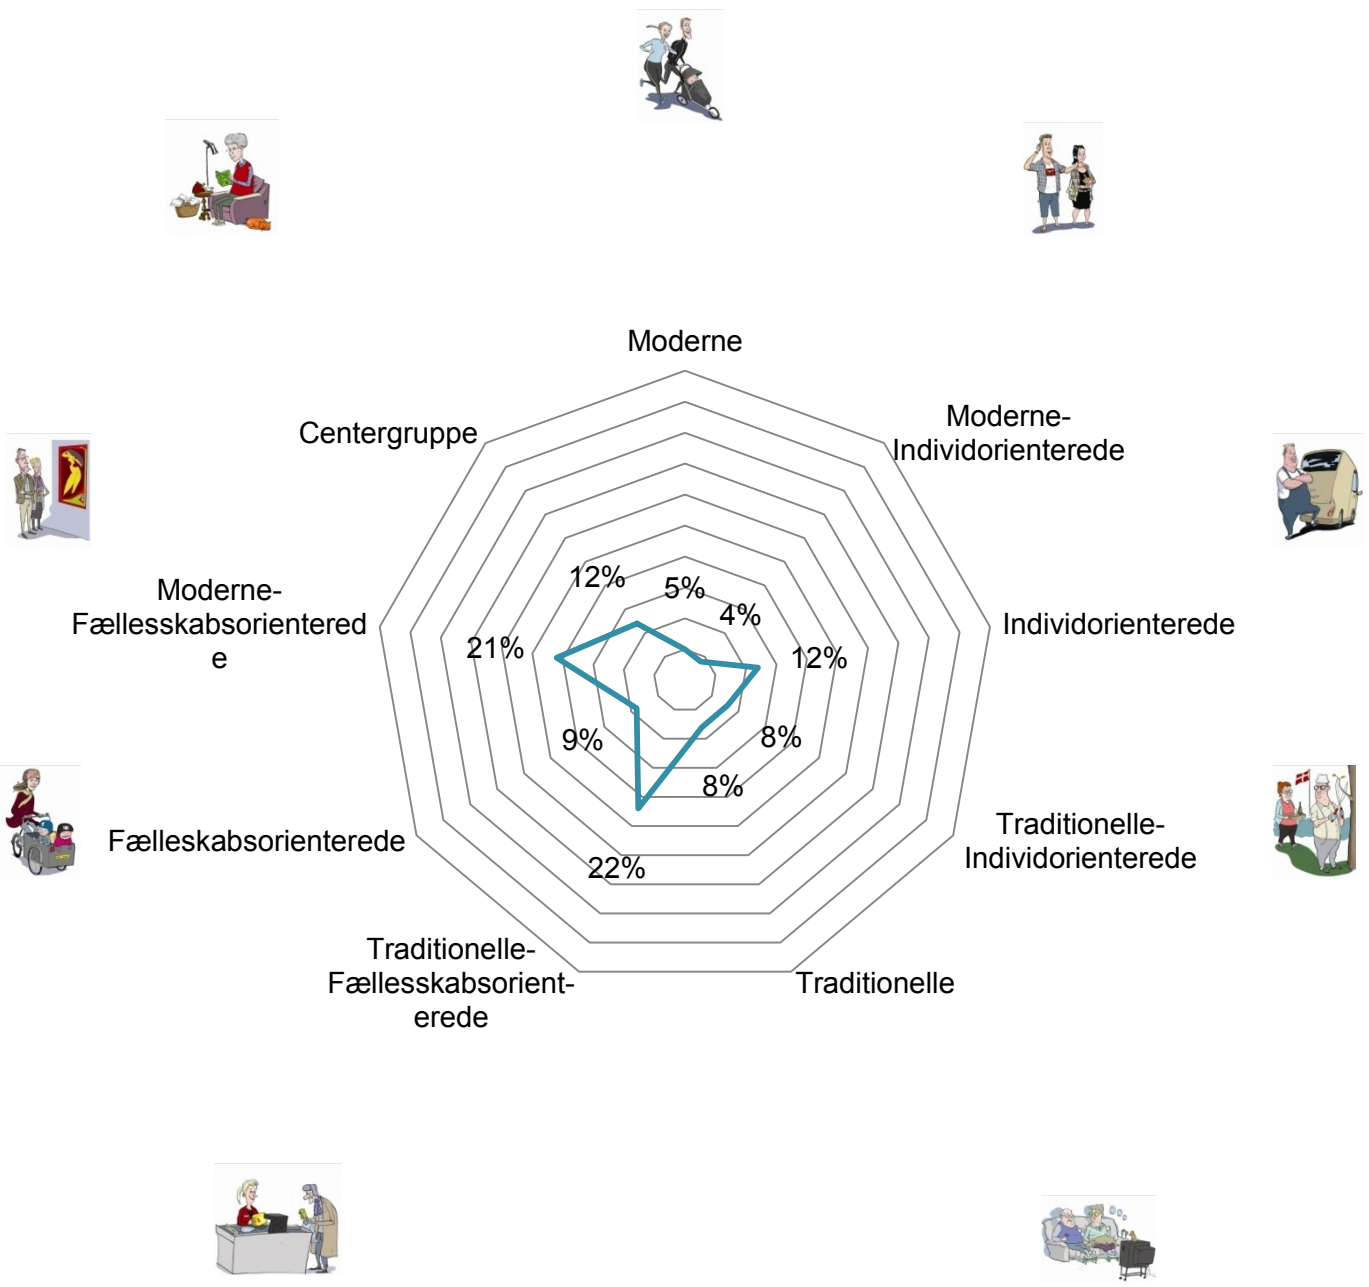 Moderne
Moderne-
Individorienterede
Centergruppe
12%
5%
4%
Moderne-
Fællesskabsorientered
e
21%
12%
Individorienterede
9%
8%
8%
Fælleskabsorienterede
Traditionelle-
Individorienterede
22%
Traditionelle-
Fællesskabsorient-
erede
Traditionelle